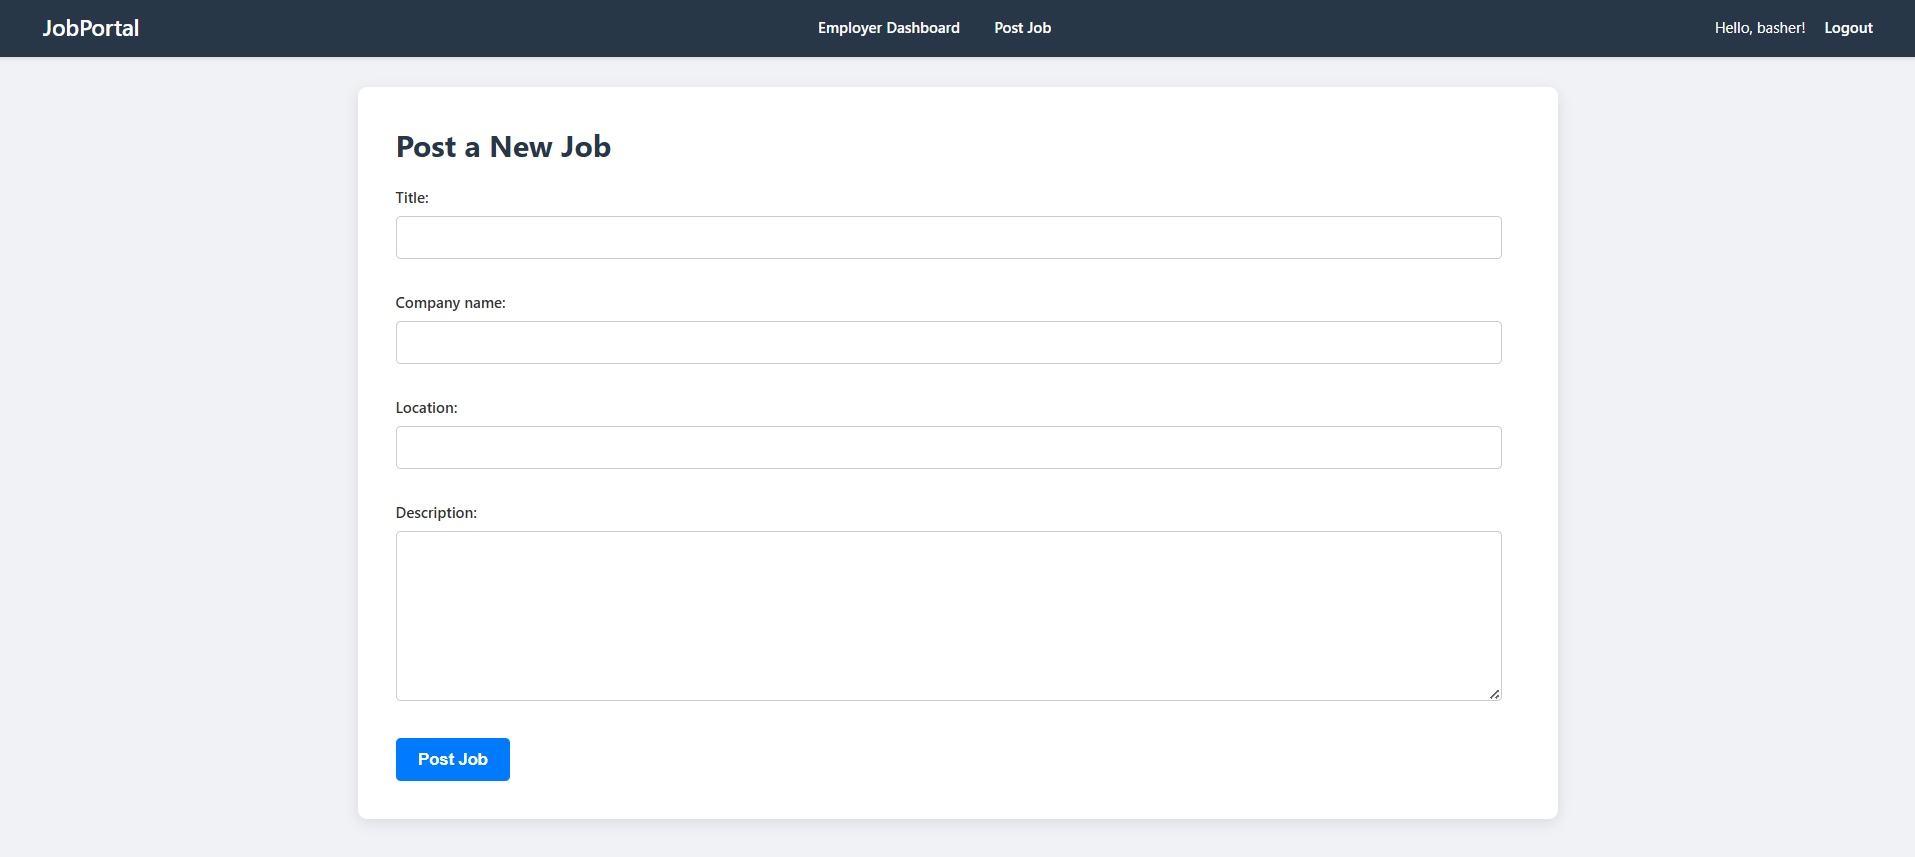 JobPortal
Employer Dashboard Post Job
Hello, basher! Logout
Post a New Job
Title:
Company name:
Location:
Description:
Post Job